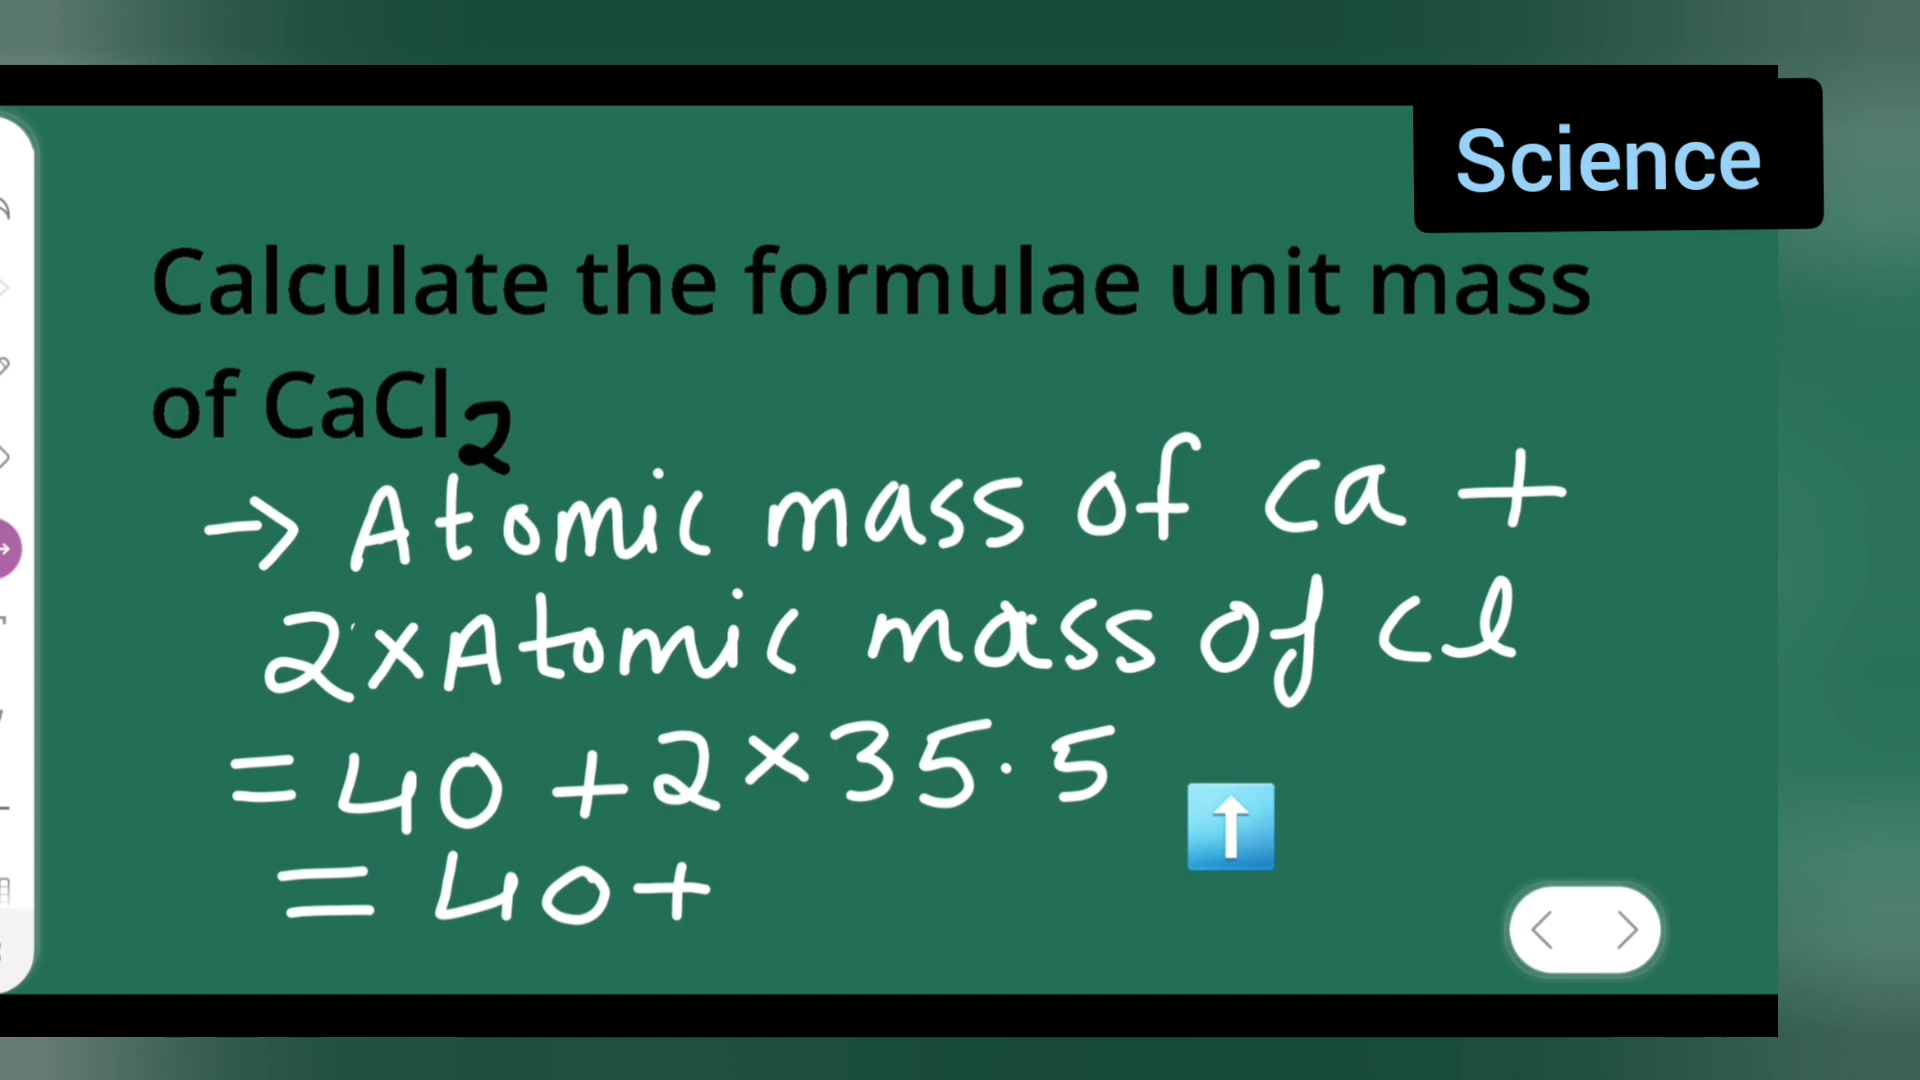 Science
Calculate the formulae unit mass
of CaCl2
→ Atomic mass of ca +
2 × Atomic mass of cl
= 40 + 2 × 35.5
= 40 +